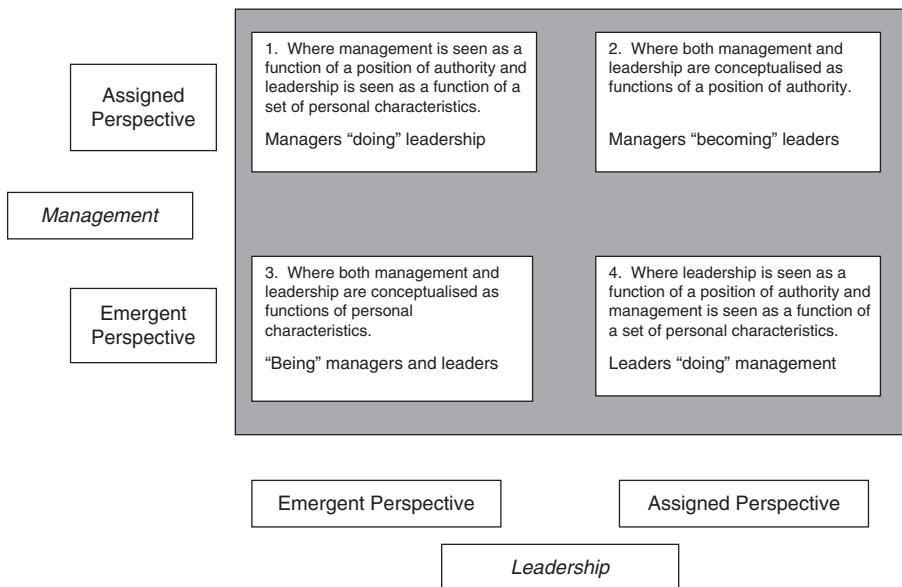 Assigned
Perspective
Management
Emergent
Perspective
1. Where management is seen as a
function of a position of authority and
leadership is seen as a function of a
set of personal characteristics.
Managers “doing” leadership
2. Where both management and
leadership are conceptualised as
functions of a position of authority.
Managers “becoming” leaders
3. Where both management and
leadership are conceptualised as
functions of personal
characteristics.
“Being” managers and leaders
4. Where leadership is seen as a
function of a position of authority and
management is seen as a function of
a set of personal characteristics.
Leaders “doing” management
Emergent Perspective
Assigned Perspective
Leadership